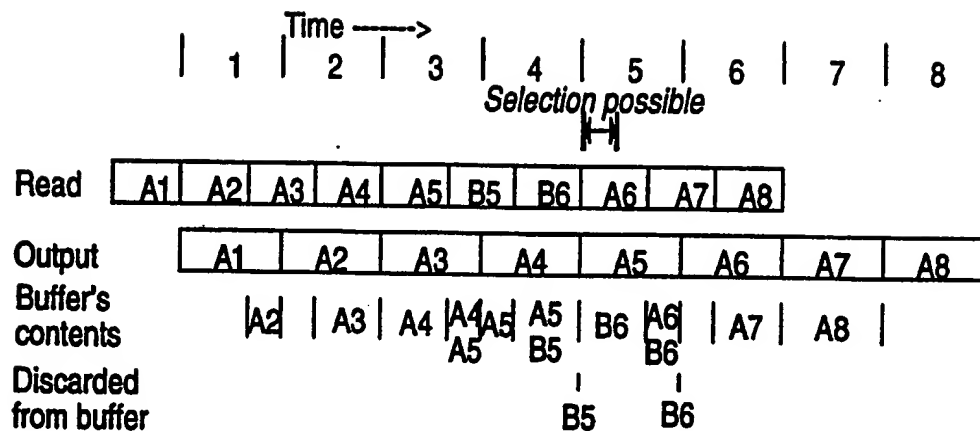 Time ------>
| 1 | 2 | 3 | 4 | 5 | 6 | 7 | 8
Selection possible
Read A1 A2 A3 A4 A5 B5 B6 A6 A7 A8
Output A1 A2 A3 A4 A5 A6 A7 A8
Buffer's
contents |A2| |A3| A4 |A4|A5| A5 | B6 |A6| |A7| A8 |
A5 B5 B6
Discarded
from buffer B5 B6